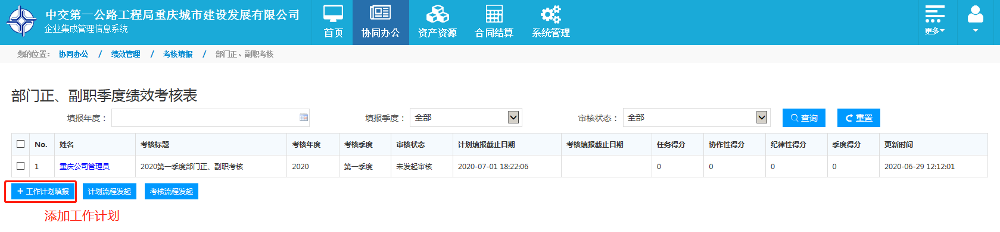 中交第一公路工程局重庆城市建设发展有限公司
企业集成管理信息系统
首页
协同办公
资产资源
合同结算
系统管理
更多
您的位置： 协同办公 / 绩效管理 / 考核填报 / 部门正、副职考核
部门正、副职季度绩效考核表
填报年度： 填报季度： 全部 审核状态： 全部 查询 重置
No. 姓名 考核标题 考核年度 考核季度 审核状态 计划填报截止日期 考核填报截止日期 任务得分 协作性得分 纪律性得分 季度得分 更新时间
1 重庆公司管理员 2020第一季度部门正、副职考核 2020 第一季度 未发起审核 2020-07-01 18:22:06 0 0 0 0 2020-06-29 12:12:01
+ 工作计划填报 计划流程发起 考核流程发起
添加工作计划